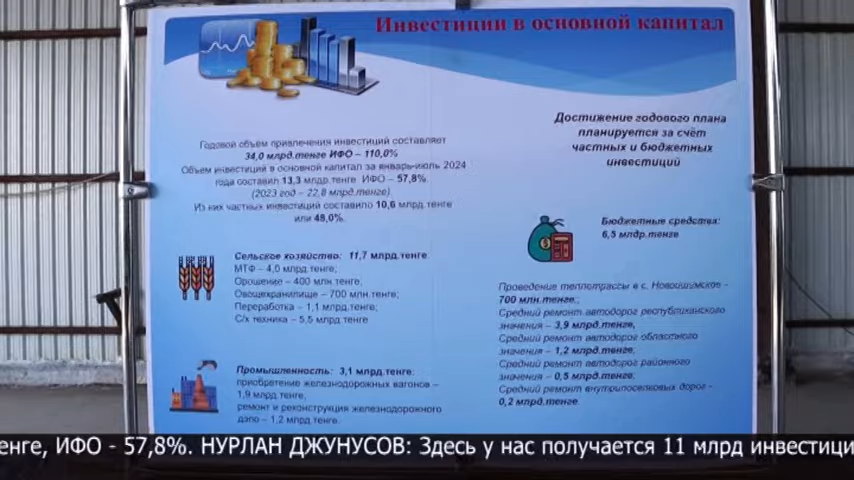 Инвестиции в основной капитал
Годовой объем привлечения инвестиций составляет
34,0 млрд.тенге ИФО – 110,0%
Объем инвестиций в основной капитал за январь-июль 2024
года составил 13,3 млдр.тенге ИФО – 57,8%.
(2023 год – 22,8 млрд.тенге)
Из них частных инвестиций составило 10,6 млрд.тенге
или 48,0%.
Сельское хозяйство: 11,7 млрд.тенге.
МТФ – 4,0 млрд.тенге;
Орошение – 400 млн.тенге;
Овощехранилище – 700 млн.тенге;
Переработка – 1,1 млрд.тенге;
С/х техника – 5,5 млрд.тенге
Промышленность: 3,1 млрд.тенге:
приобретение железнодорожных вагонов –
1,9 млрд.тенге;
ремонт и реконструкция железнодорожного
дэпо – 1,2 млрд.тенге.
Достижение годового плана
планируется за счёт
частных и бюджетных
инвестиций
Бюджетные средства:
6,5 млдр.тенге
Проведение теплотрассы в с. Новоишимское -
700 млн.тенге.;
Средний ремонт автодорог республиканского
значения – 3,9 млрд.тенге,
Средний ремонт автодорог областного
значения – 1,2 млрд.тенге;
Средний ремонт автодорог районного
значения – 0,5 млрд.тенге;
Средний ремонт внутрипоселковых дорог -
0,2 млрд.тенге.
енге, ИФО - 57,8%. НУРЛАН ДЖУНУСОВ: Здесь у нас получается 11 млрд инвестици